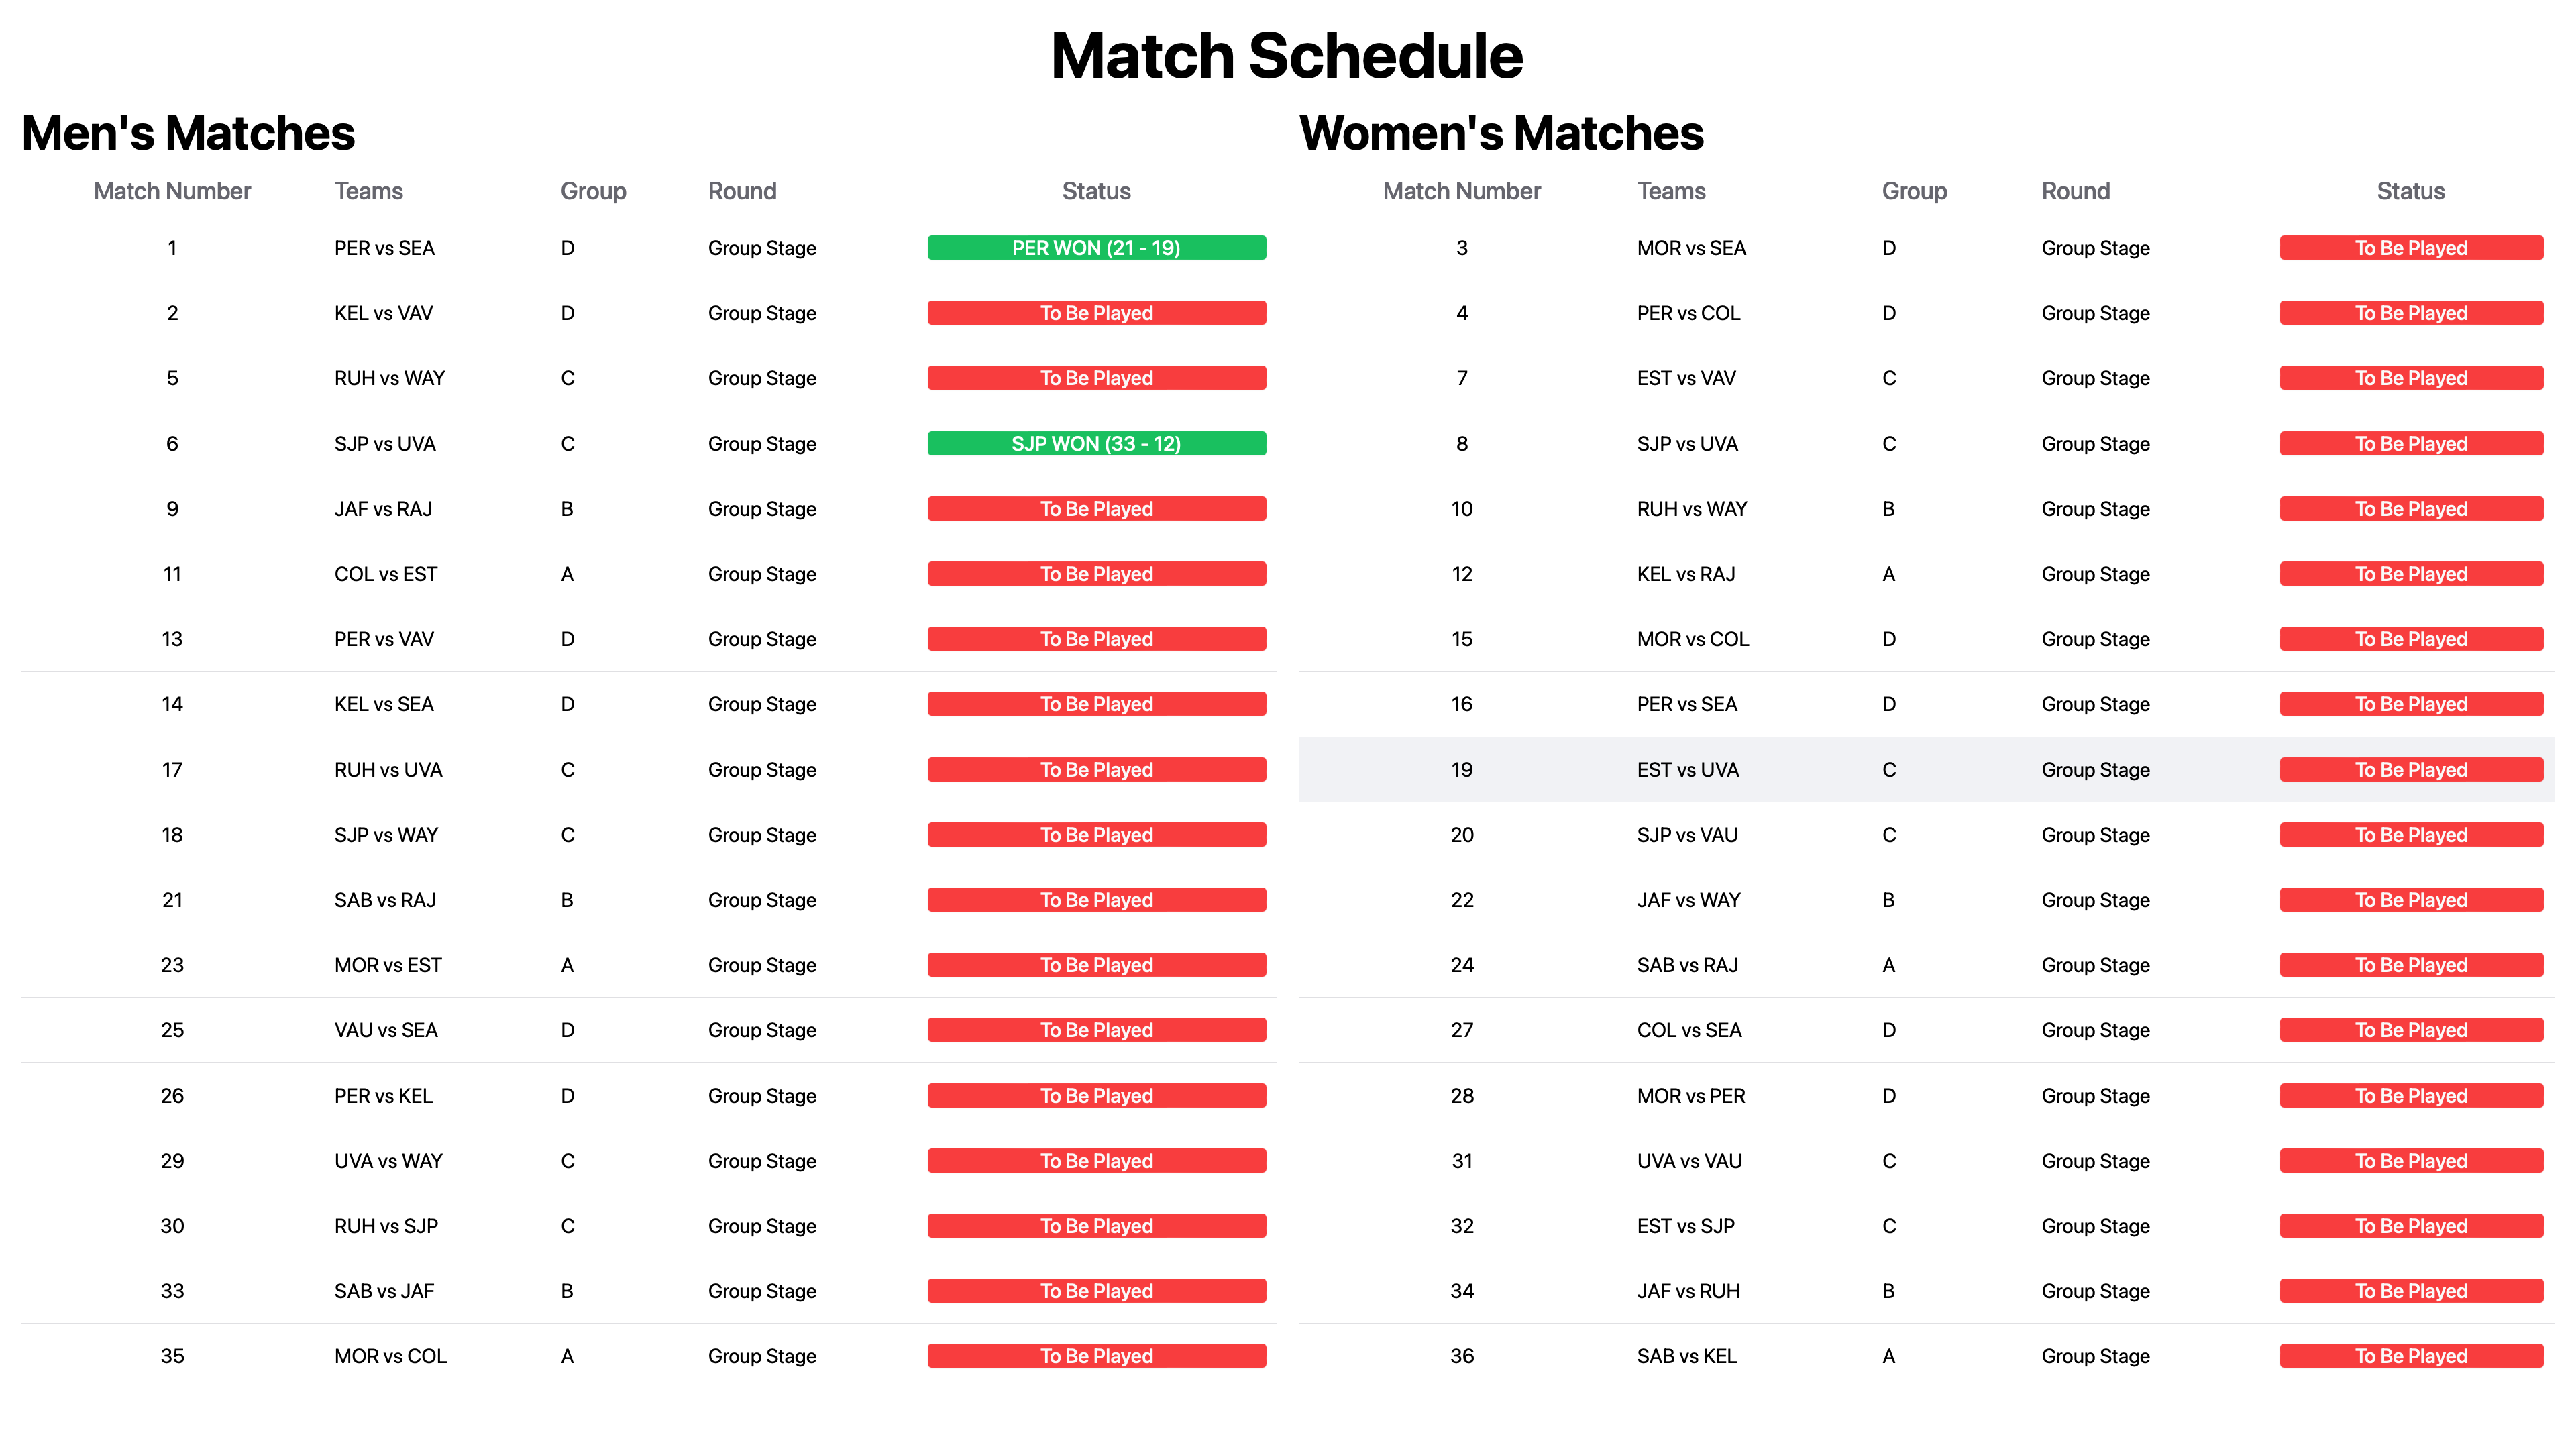 Match Schedule
Men's Matches
Match Number Teams Group Round Status
1 PER vs SEA D Group Stage PER WON (21 - 19)
2 KEL vs VAV D Group Stage To Be Played
5 RUH vs WAY C Group Stage To Be Played
6 SJP vs UVA C Group Stage SJP WON (33 - 12)
9 JAF vs RAJ B Group Stage To Be Played
11 COL vs EST A Group Stage To Be Played
13 PER vs VAV D Group Stage To Be Played
14 KEL vs SEA D Group Stage To Be Played
17 RUH vs UVA C Group Stage To Be Played
18 SJP vs WAY C Group Stage To Be Played
21 SAB vs RAJ B Group Stage To Be Played
23 MOR vs EST A Group Stage To Be Played
25 VAU vs SEA D Group Stage To Be Played
26 PER vs KEL D Group Stage To Be Played
29 UVA vs WAY C Group Stage To Be Played
30 RUH vs SJP C Group Stage To Be Played
33 SAB vs JAF B Group Stage To Be Played
35 MOR vs COL A Group Stage To Be Played
Women's Matches
Match Number Teams Group Round Status
3 MOR vs SEA D Group Stage To Be Played
4 PER vs COL D Group Stage To Be Played
7 EST vs VAV C Group Stage To Be Played
8 SJP vs UVA C Group Stage To Be Played
10 RUH vs WAY B Group Stage To Be Played
12 KEL vs RAJ A Group Stage To Be Played
15 MOR vs COL D Group Stage To Be Played
16 PER vs SEA D Group Stage To Be Played
19 EST vs UVA C Group Stage To Be Played
20 SJP vs VAU C Group Stage To Be Played
22 JAF vs WAY B Group Stage To Be Played
24 SAB vs RAJ A Group Stage To Be Played
27 COL vs SEA D Group Stage To Be Played
28 MOR vs PER D Group Stage To Be Played
31 UVA vs VAU C Group Stage To Be Played
32 EST vs SJP C Group Stage To Be Played
34 JAF vs RUH B Group Stage To Be Played
36 SAB vs KEL A Group Stage To Be Played